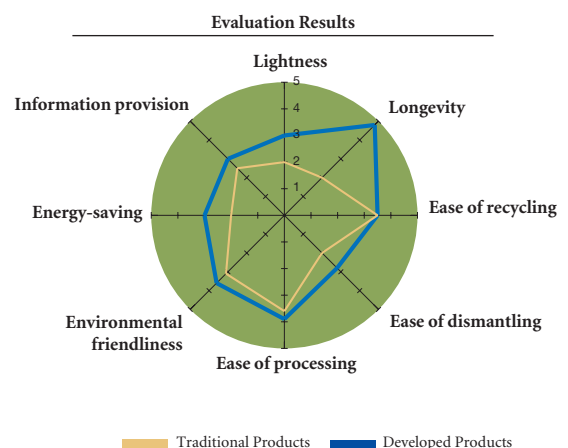 Evaluation Results
Lightness
5
4
3
2
1
Longevity
Information provision
Ease of recycling
Energy-saving
Ease of dismantling
Environmental
friendliness
Ease of processing
Traditional Products
Developed Products